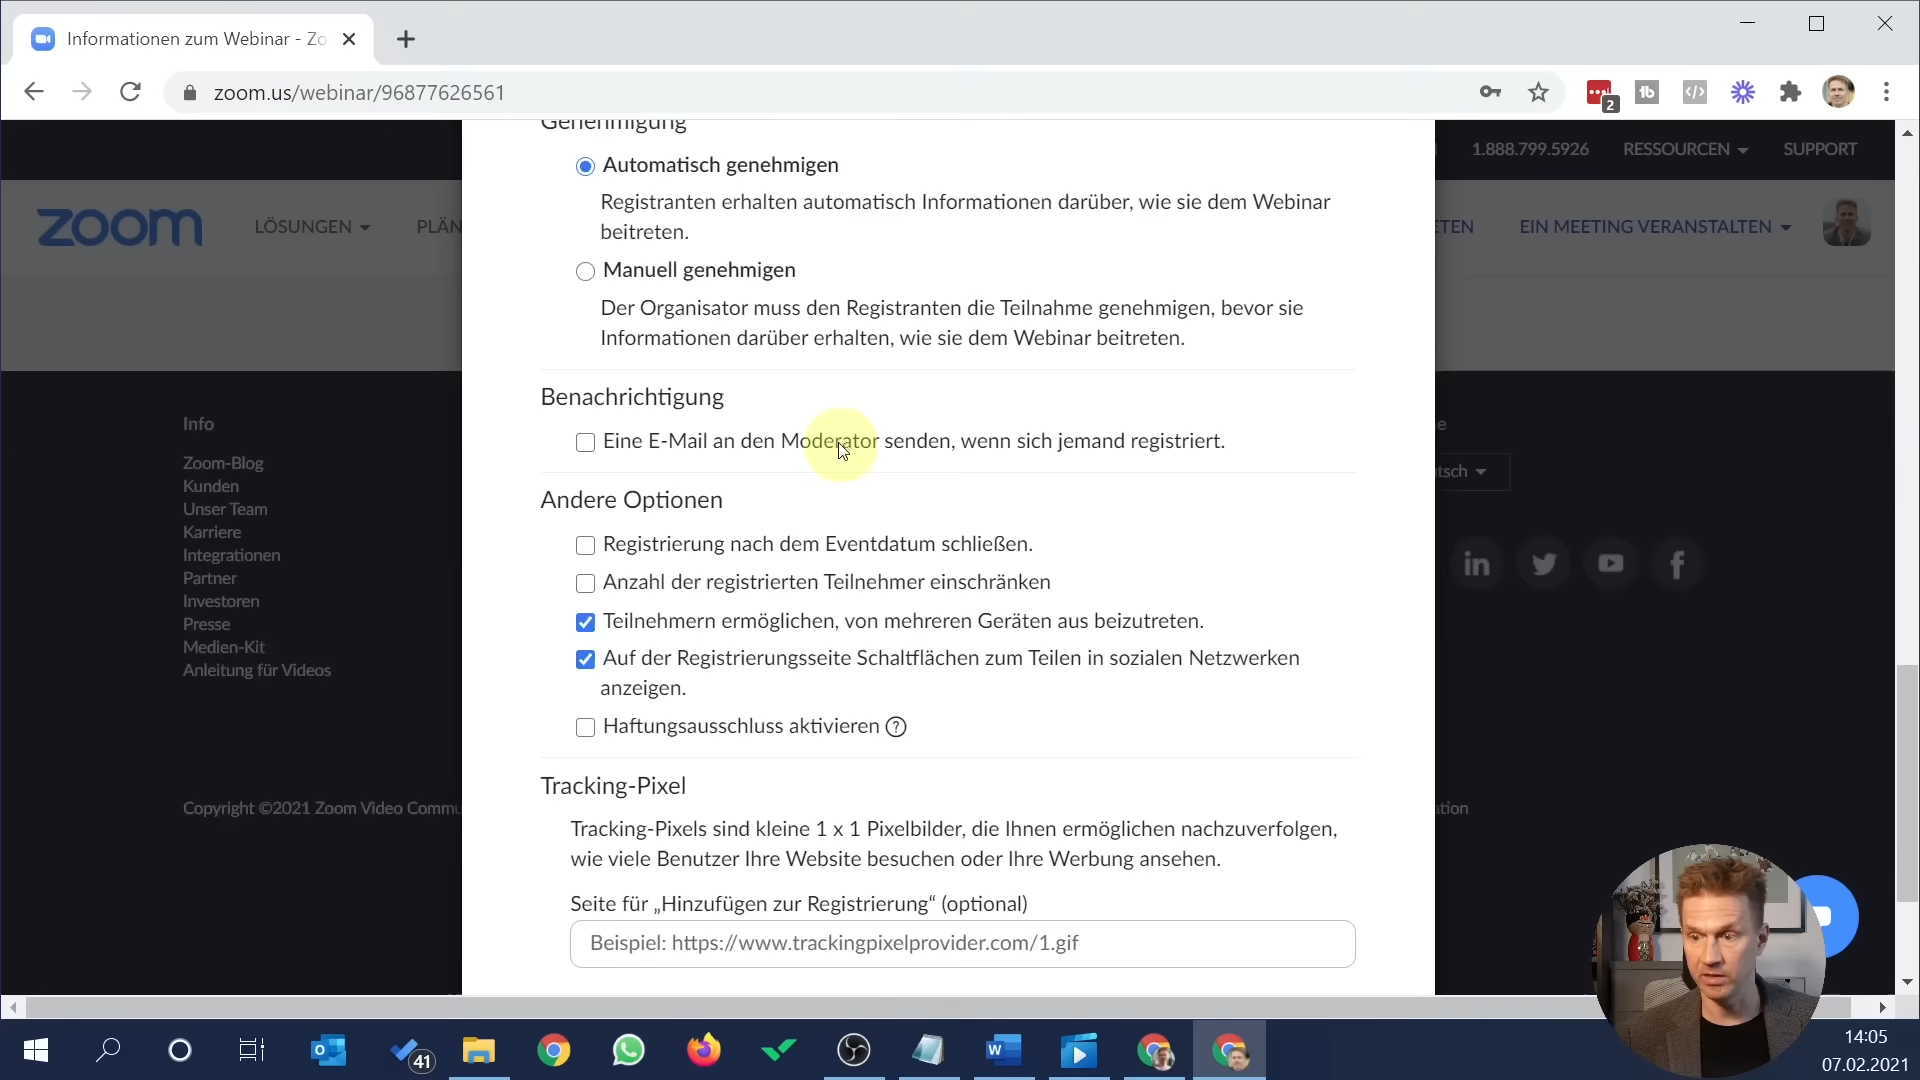 Informationen zum Webinar - Zo
zoom.us/webinar/96877626561
2
Genehmigung
1.888.799.5926
RESSOURCEN
SUPPORT
zoom
LÖSUNGEN
PLÄN
ETEN
EIN MEETING VERANSTALTEN
Automatisch genehmigen
Registranten erhalten automatisch Informationen darüber, wie sie dem Webinar
beitreten.
Manuell genehmigen
Der Organisator muss den Registranten die Teilnahme genehmigen, bevor sie
Informationen darüber erhalten, wie sie dem Webinar beitreten.
Benachrichtigung
Eine E-Mail an den Moderator senden, wenn sich jemand registriert.
Andere Optionen
Registrierung nach dem Eventdatum schließen.
Anzahl der registrierten Teilnehmer einschränken
Teilnehmern ermöglichen, von mehreren Geräten aus beizutreten.
Auf der Registrierungsseite Schaltflächen zum Teilen in sozialen Netzwerken
anzeigen.
Haftungsausschluss aktivieren
Tracking-Pixel
Tracking-Pixels sind kleine 1 x 1 Pixelbilder, die Ihnen ermöglichen nachzuverfolgen,
wie viele Benutzer Ihre Website besuchen oder Ihre Werbung ansehen.
Seite für „Hinzufügen zur Registrierung“ (optional)
Beispiel: https://www.trackingpixelprovider.com/1.gif
Info
Zoom-Blog
Kunden
Unser Team
Karriere
Integrationen
Partner
Investoren
Presse
Medien-Kit
Anleitung für Videos
Copyright ©2021 Zoom Video Commu
e
tsch
ation
41
14:05
07.02.2021